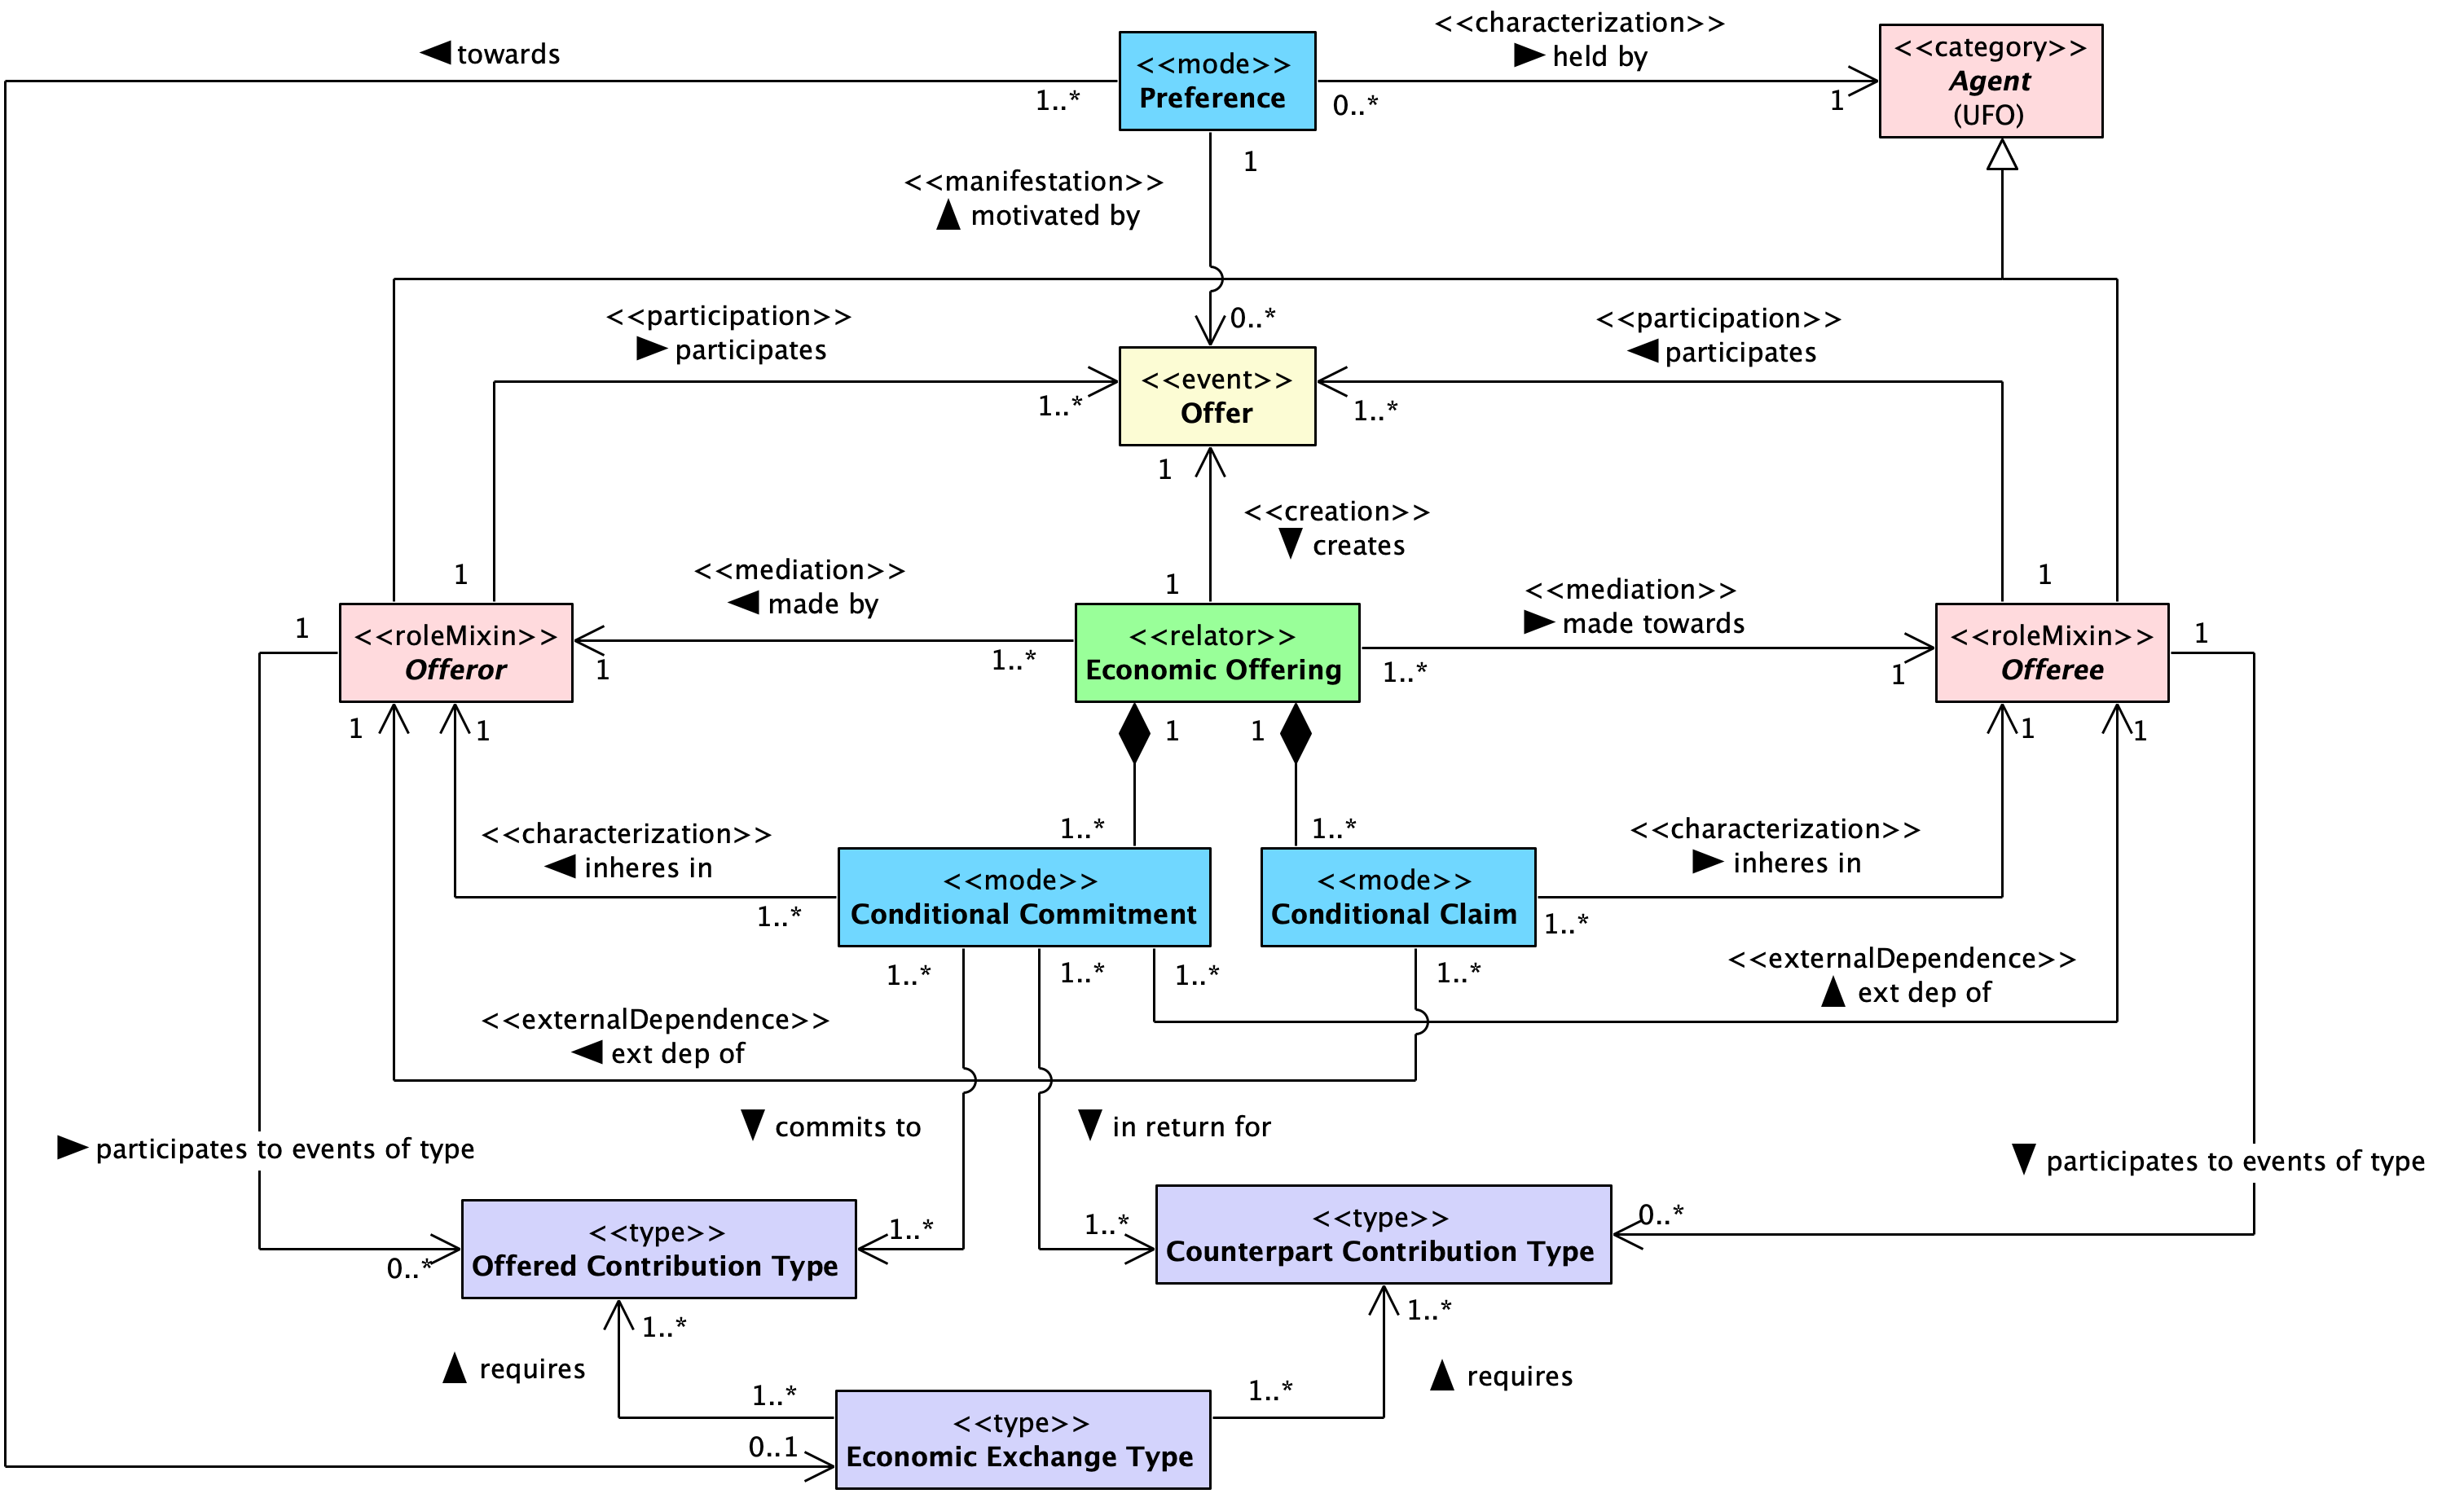 <<characterization>>
◀ towards
▶ held by
<<mode>>
Preference
<<category>>
Agent
(UFO)
1..*
0..*
1
1
<<manifestation>>
▲ motivated by
0..*
<<participation>>
▶ participates
<<participation>>
◀ participates
1..*
1..*
<<event>>
Offer
1
<<creation>>
▼ creates
1
1
1
<<mediation>>
◀ made by
<<mediation>>
▶ made towards
1
<<roleMixin>>
Offeror
1
1..*
<<relator>>
Economic Offering
1..*
1
<<roleMixin>>
Offeree
1
1
1
1
1
1
1
1..*
1..*
<<characterization>>
◀ inheres in
<<characterization>>
▶ inheres in
<<mode>>
Conditional Commitment
<<mode>>
Conditional Claim
1..*
1..*
1..*
1..*
1..*
1..*
<<externalDependence>>
▲ ext dep of
<<externalDependence>>
◀ ext dep of
▼ commits to
▼ in return for
▶ participates to events of type
▼ participates to events of type
<<type>>
Offered Contribution Type
<<type>>
Counterpart Contribution Type
0..*
1..*
1..*
0..*
1..*
1..*
▲ requires
▲ requires
1..*
1..*
<<type>>
Economic Exchange Type
0..1